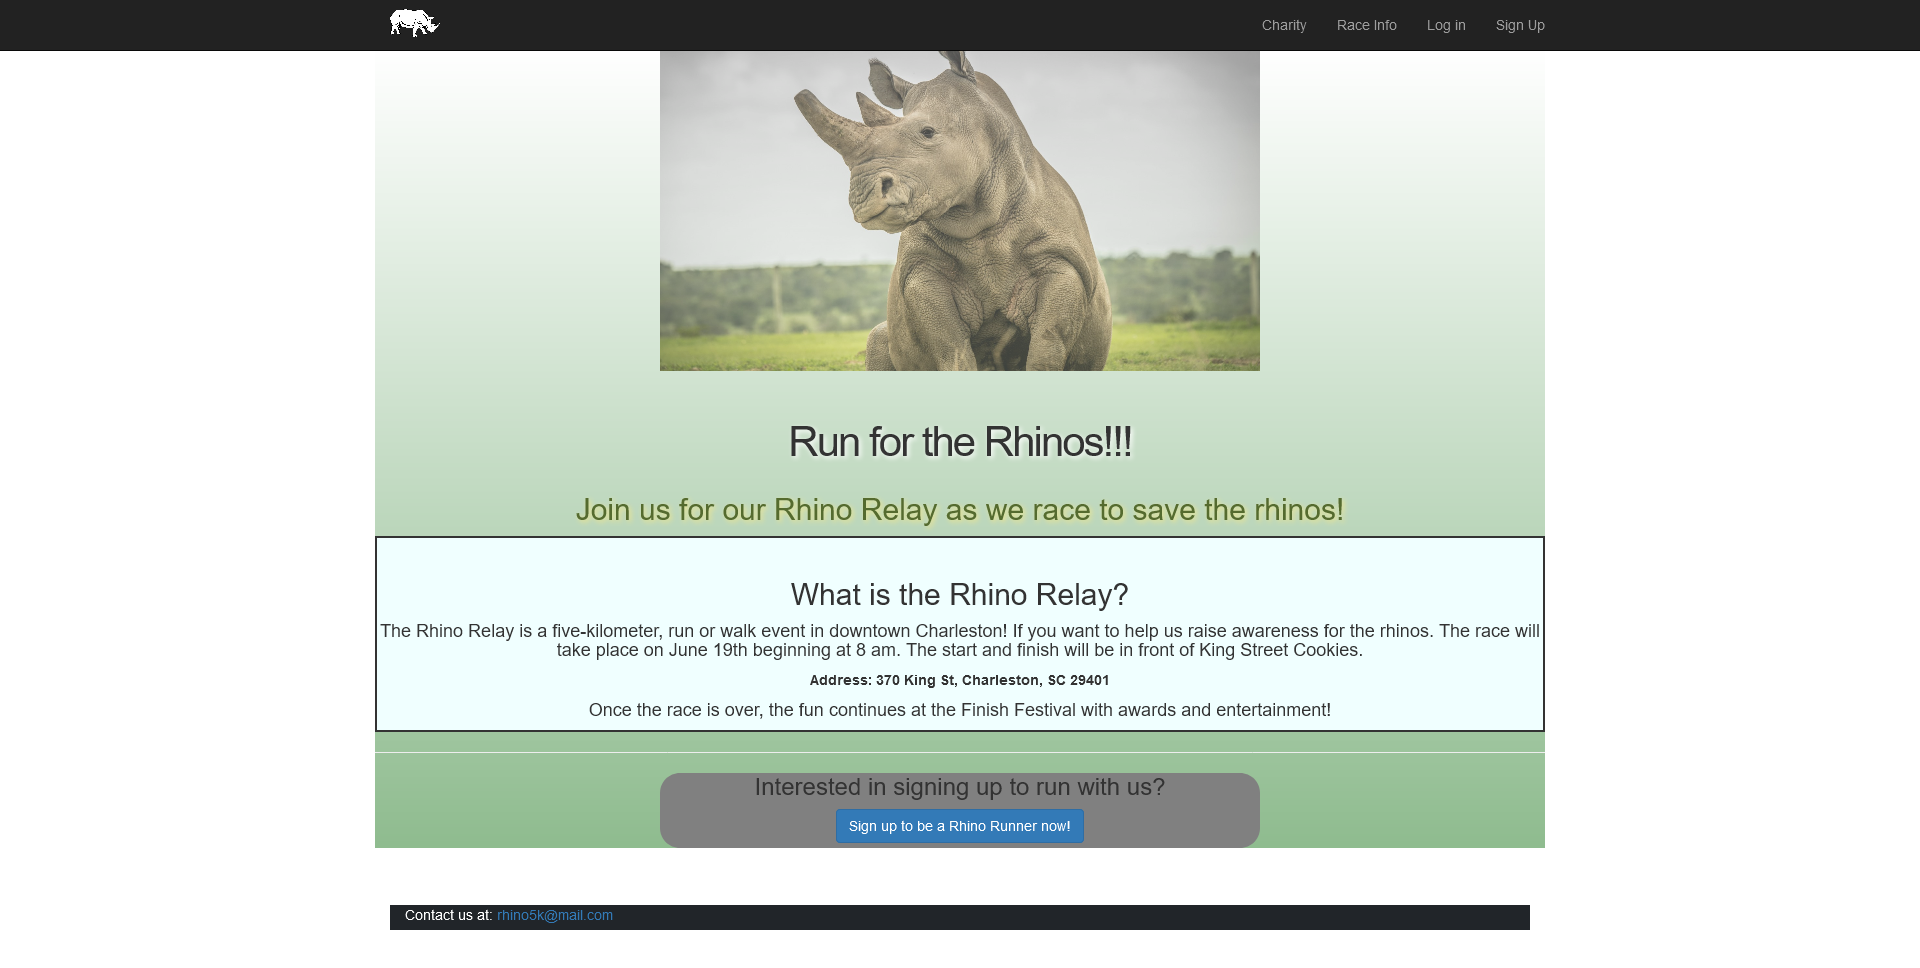 Charity Race Info Log in Sign Up
Run for the Rhinos!!!
Join us for our Rhino Relay as we race to save the rhinos!
What is the Rhino Relay?
The Rhino Relay is a five-kilometer, run or walk event in downtown Charleston! If you want to help us raise awareness for the rhinos. The race will
take place on June 19th beginning at 8 am. The start and finish will be in front of King Street Cookies.
Address: 370 King St, Charleston, SC 29401
Once the race is over, the fun continues at the Finish Festival with awards and entertainment!
Interested in signing up to run with us?
Sign up to be a Rhino Runner now!
Contact us at: rhino5k@mail.com